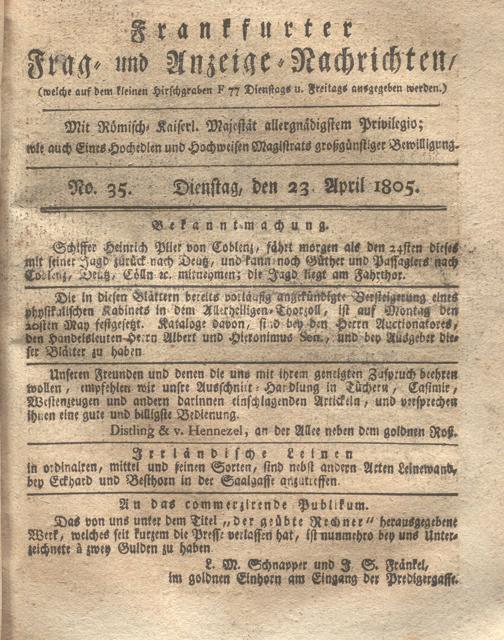 Frankfurter
Frag- und Anzeige-Nachrichten,
(welche auf dem kleinen Hirschgraben F 77 Dienstags u. Freitags ausgegeben werden.)
Mit Römisch-Kaiserl. Majestät allergnädigstem Privilegio;
wie auch Eines Hochedlen und Hochweisen Magistrats großgünstiger Bewilligung.
No. 35. Dienstag, den 23. April 1805.
Bekanntmachung.
Schiffer Heinrich Plier von Coblenz, fährt morgen als den 24sten dieses
mit seiner Jagd zurück nach Deutz, und kann noch Güther und Passagiers nach
Coblenz, Deutz, Cölln ꝛc. mitnehmen; die Jagd liegt am Fahrthor.
Die in diesen Blättern bereits vorläufig angekündigte Versteigerung eines
physikalischen Kabinets in dem Allerheiligen-Thorzoll, ist auf Montag den
20sten May festgesetzt. Kataloge davon, sind bey den Herrn Auctionatores,
den Handelsleuten Herrn Albert und Hieronimus Son., und bey Ausgeber die-
ser Blätter zu haben
Unseren Freunden und denen die uns mit ihrem geneigten Zuspruch beehren
wollen, empfehlen wir unsre Ausschnitt-Handlung in Tüchern, Casimir,
Westenzeugen und andern darinnen einschlagenden Artickeln, und versprechen
ihnen eine gute und billigste Bedienung.
Distling & v. Hennezel, an der Allee neben dem goldnen Roß.
Irrländische Leinen
in ordinairen, mittel und feinen Sorten, sind nebst andern Arten Leinewand,
bey Eckhard und Besthorn in der Saalgasse anzutreffen.
An das commerzirende Publikum.
Das von uns unter dem Titel „der geübte Rechner“ herausgegebene
Werk, welches seit kurzem die Presse verlassen hat, ist nunmehro bey uns Unter-
zeichnete à zwey Gulden zu haben
L. M. Schnapper und J. S. Fränkel,
im goldnen Einhorn am Eingang der Predigergasse.